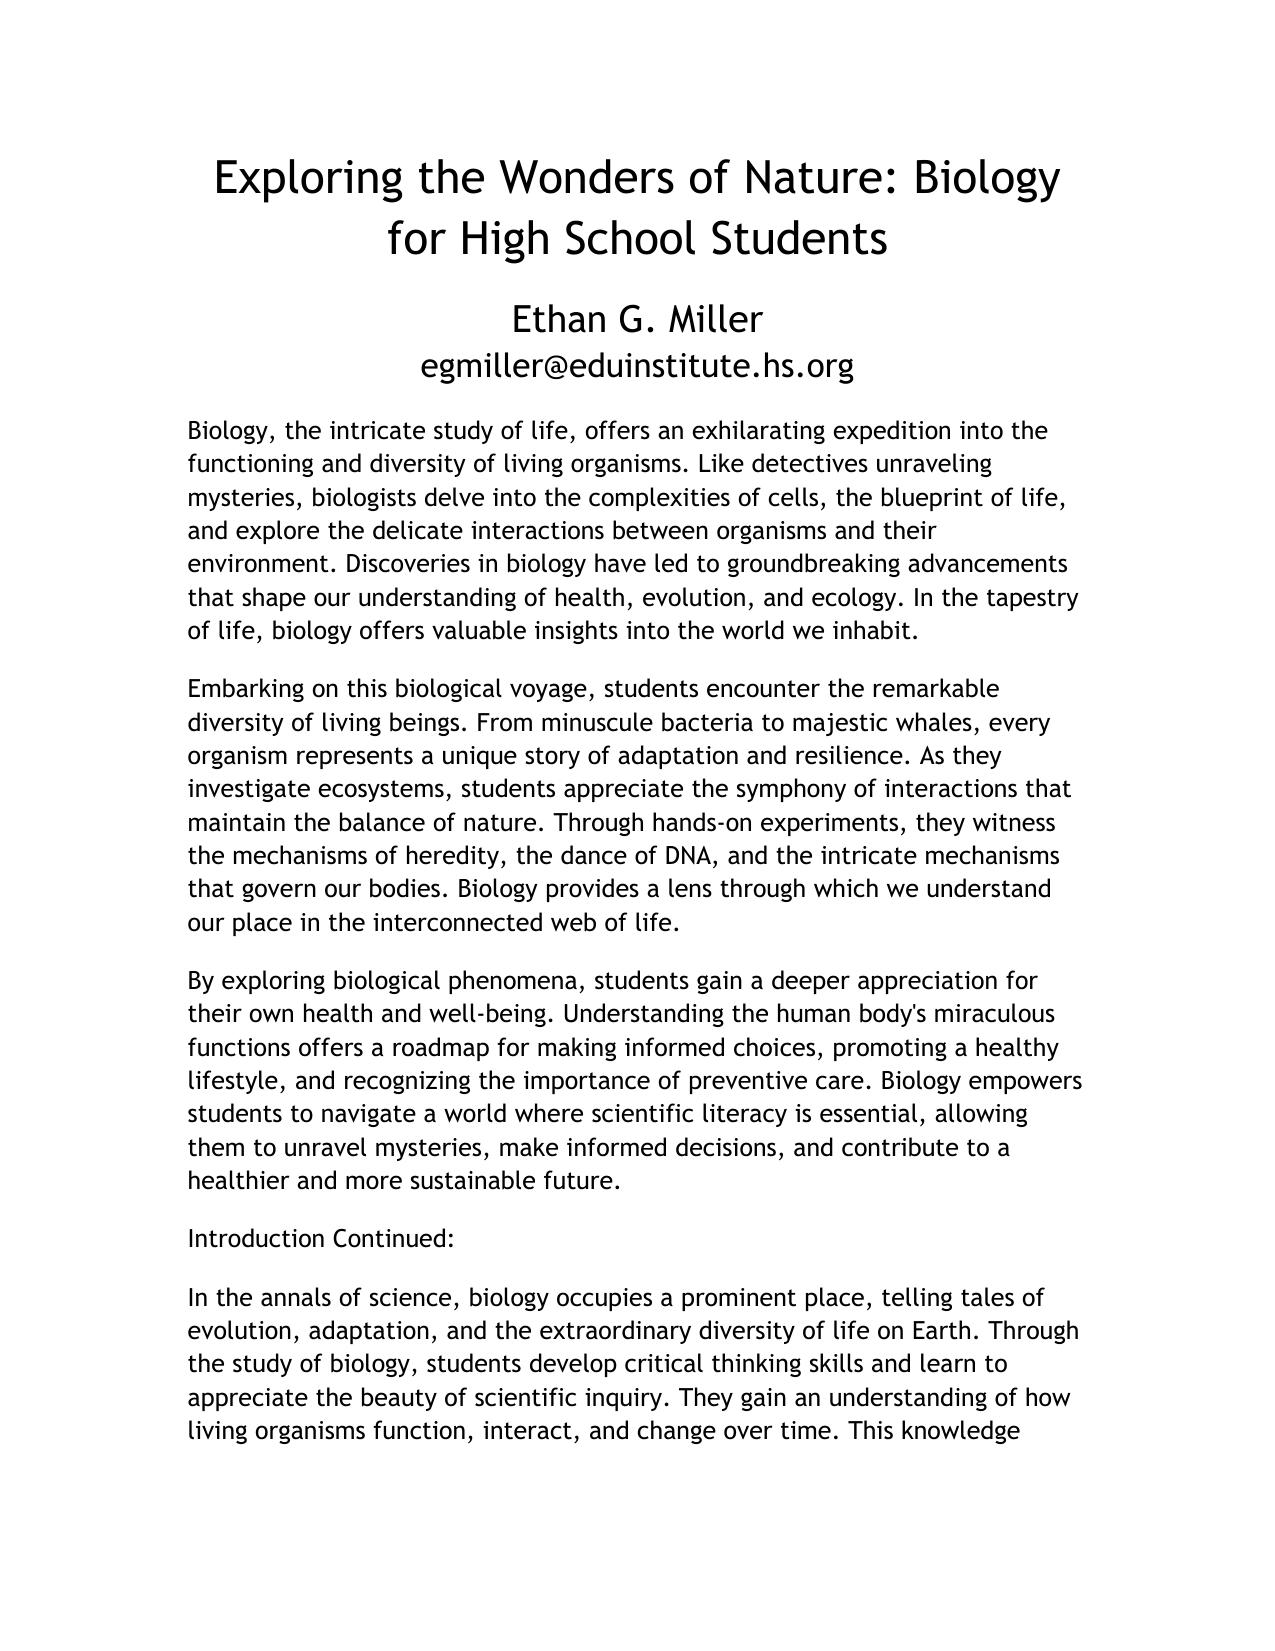 Exploring the Wonders of Nature: Biology
for High School Students
Ethan G. Miller
egmiller@eduinstitute.hs.org
Biology, the intricate study of life, offers an exhilarating expedition into the
functioning and diversity of living organisms. Like detectives unraveling
mysteries, biologists delve into the complexities of cells, the blueprint of life,
and explore the delicate interactions between organisms and their
environment. Discoveries in biology have led to groundbreaking advancements
that shape our understanding of health, evolution, and ecology. In the tapestry
of life, biology offers valuable insights into the world we inhabit.
Embarking on this biological voyage, students encounter the remarkable
diversity of living beings. From minuscule bacteria to majestic whales, every
organism represents a unique story of adaptation and resilience. As they
investigate ecosystems, students appreciate the symphony of interactions that
maintain the balance of nature. Through hands-on experiments, they witness
the mechanisms of heredity, the dance of DNA, and the intricate mechanisms
that govern our bodies. Biology provides a lens through which we understand
our place in the interconnected web of life.
By exploring biological phenomena, students gain a deeper appreciation for
their own health and well-being. Understanding the human body's miraculous
functions offers a roadmap for making informed choices, promoting a healthy
lifestyle, and recognizing the importance of preventive care. Biology empowers
students to navigate a world where scientific literacy is essential, allowing
them to unravel mysteries, make informed decisions, and contribute to a
healthier and more sustainable future.
Introduction Continued:
In the annals of science, biology occupies a prominent place, telling tales of
evolution, adaptation, and the extraordinary diversity of life on Earth. Through
the study of biology, students develop critical thinking skills and learn to
appreciate the beauty of scientific inquiry. They gain an understanding of how
living organisms function, interact, and change over time. This knowledge